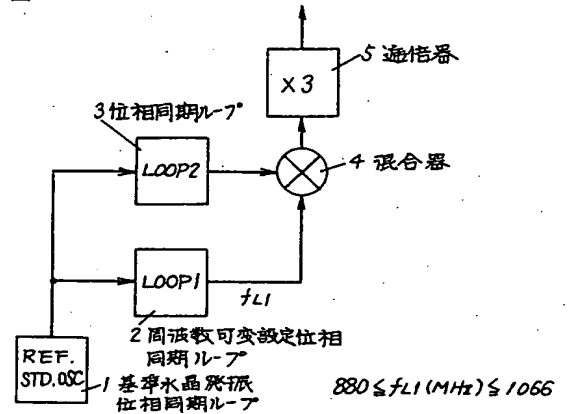 5 逓倍器
×3
3位相同期ループ
LOOP2
4 混合器
LOOP1
fL1
2 周波数可変設定位相
同期ループ
REF.
STD.OSC
1 基準水晶発振
位相同期ループ
880≦fL1(MHz)≦1066